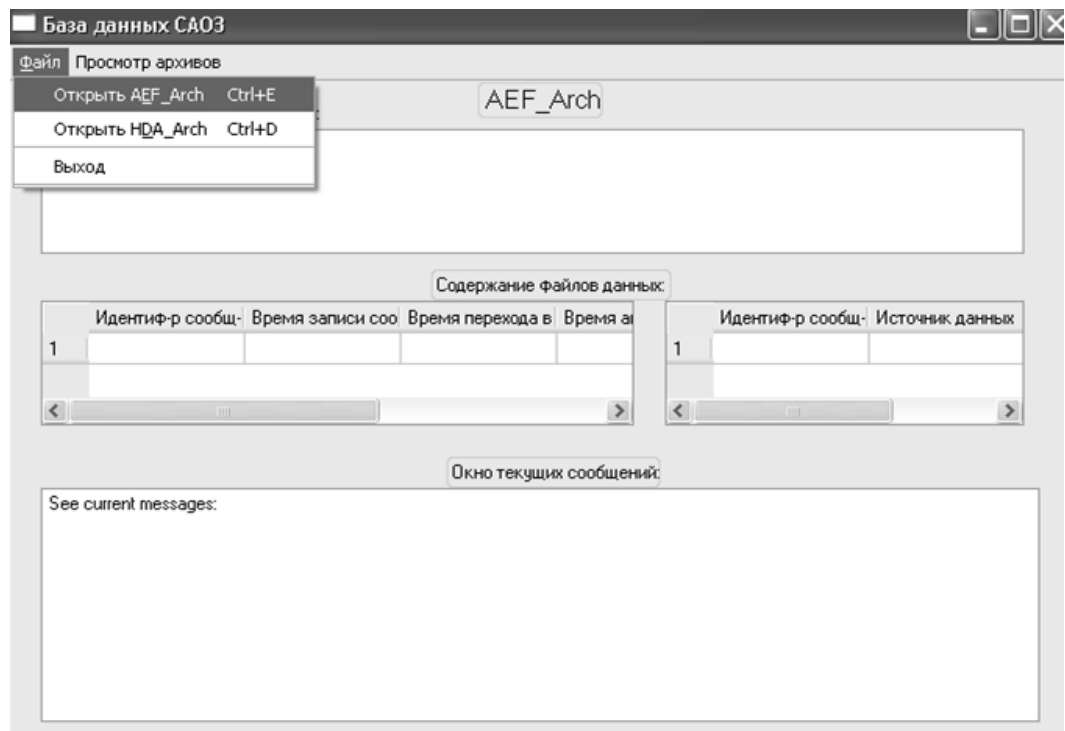 База данных САОЗ
Файл Просмотр архивов
Открыть AEF_Arch Ctrl+E
AEF_Arch
Открыть HDA_Arch Ctrl+D
Выход
Содержание файлов данных:
Идентиф-р сообщ- Время записи соо Время перехода в Время а
1
Идентиф-р сообщ- Источник данных
1
Окно текущих сообщений:
See current messages: